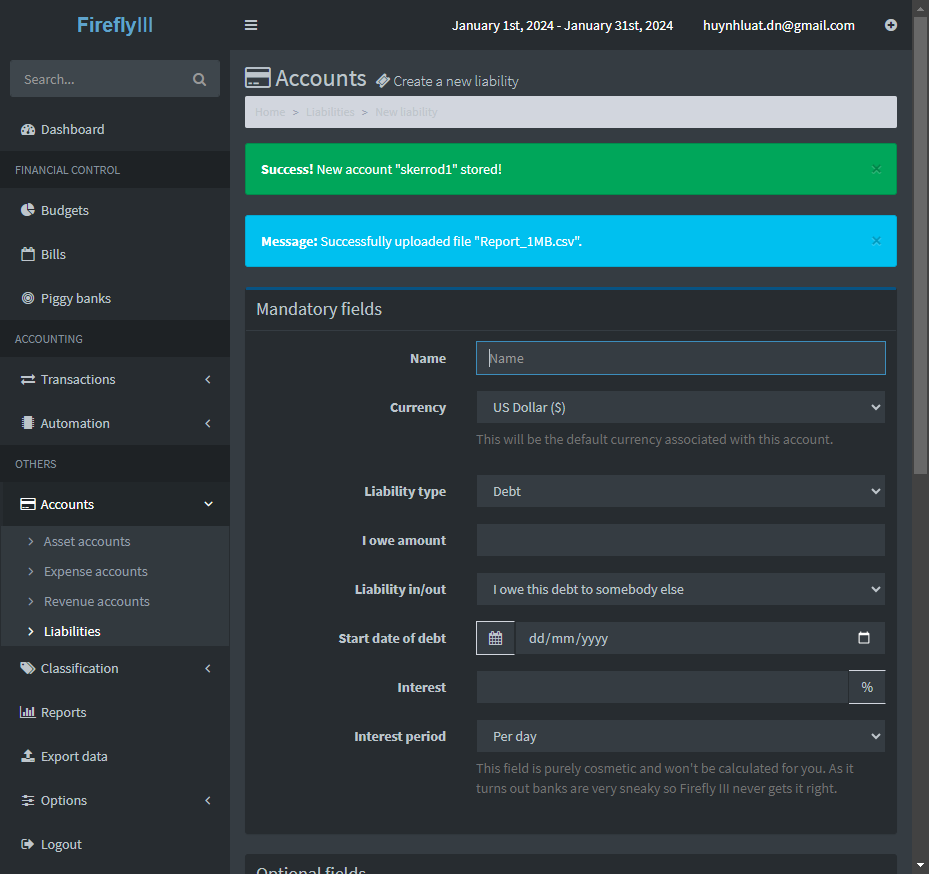 FireflyIII
January 1st, 2024 - January 31st, 2024
huynhluat.dn@gmail.com
Search...
Dashboard
FINANCIAL CONTROL
Budgets
Bills
Piggy banks
ACCOUNTING
Transactions
Automation
OTHERS
Accounts
Asset accounts
Expense accounts
Revenue accounts
Liabilities
Classification
Reports
Export data
Options
Logout
Accounts Create a new liability
Home > Liabilities > New liability
Success! New account "skerrod1" stored! ×
Message: Successfully uploaded file "Report_1MB.csv". ×
Mandatory fields
Name Name
Currency US Dollar ($)
This will be the default currency associated with this account.
Liability type Debt
I owe amount
Liability in/out I owe this debt to somebody else
Start date of debt dd/mm/yyyy
Interest %
Interest period Per day
This field is purely cosmetic and won't be calculated for you. As it
turns out banks are very sneaky so Firefly III never gets it right.
Optional fields